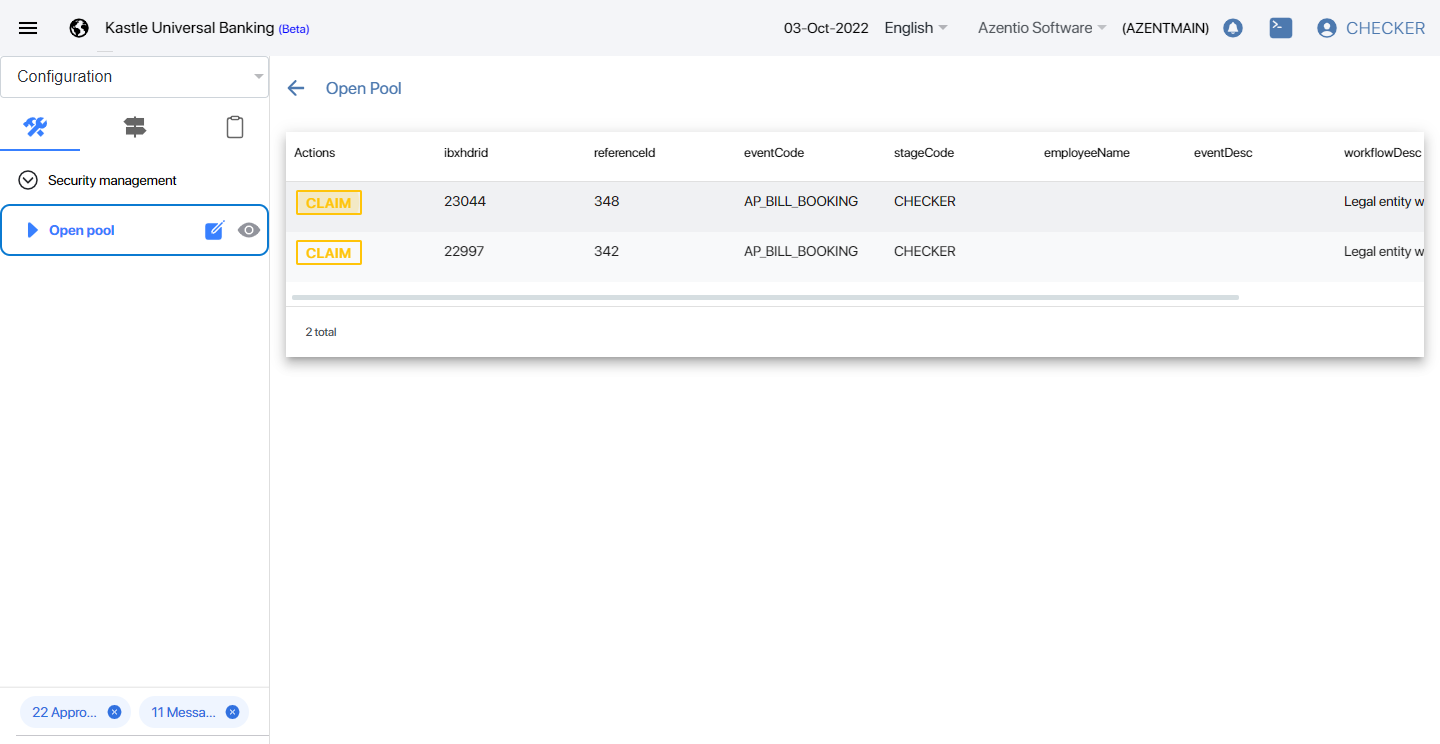 Kastle Universal Banking (Beta) 03-Oct-2022 English Azentio Software (AZENTMAIN) CHECKER
Configuration
Security management
Open pool
22 Appro... 11 Messa...
Open Pool
Actions ibxhdrid referenceId eventCode stageCode employeeName eventDesc workflowDesc
CLAIM 23044 348 AP_BILL_BOOKING CHECKER Legal entity w
CLAIM 22997 342 AP_BILL_BOOKING CHECKER Legal entity w
2 total